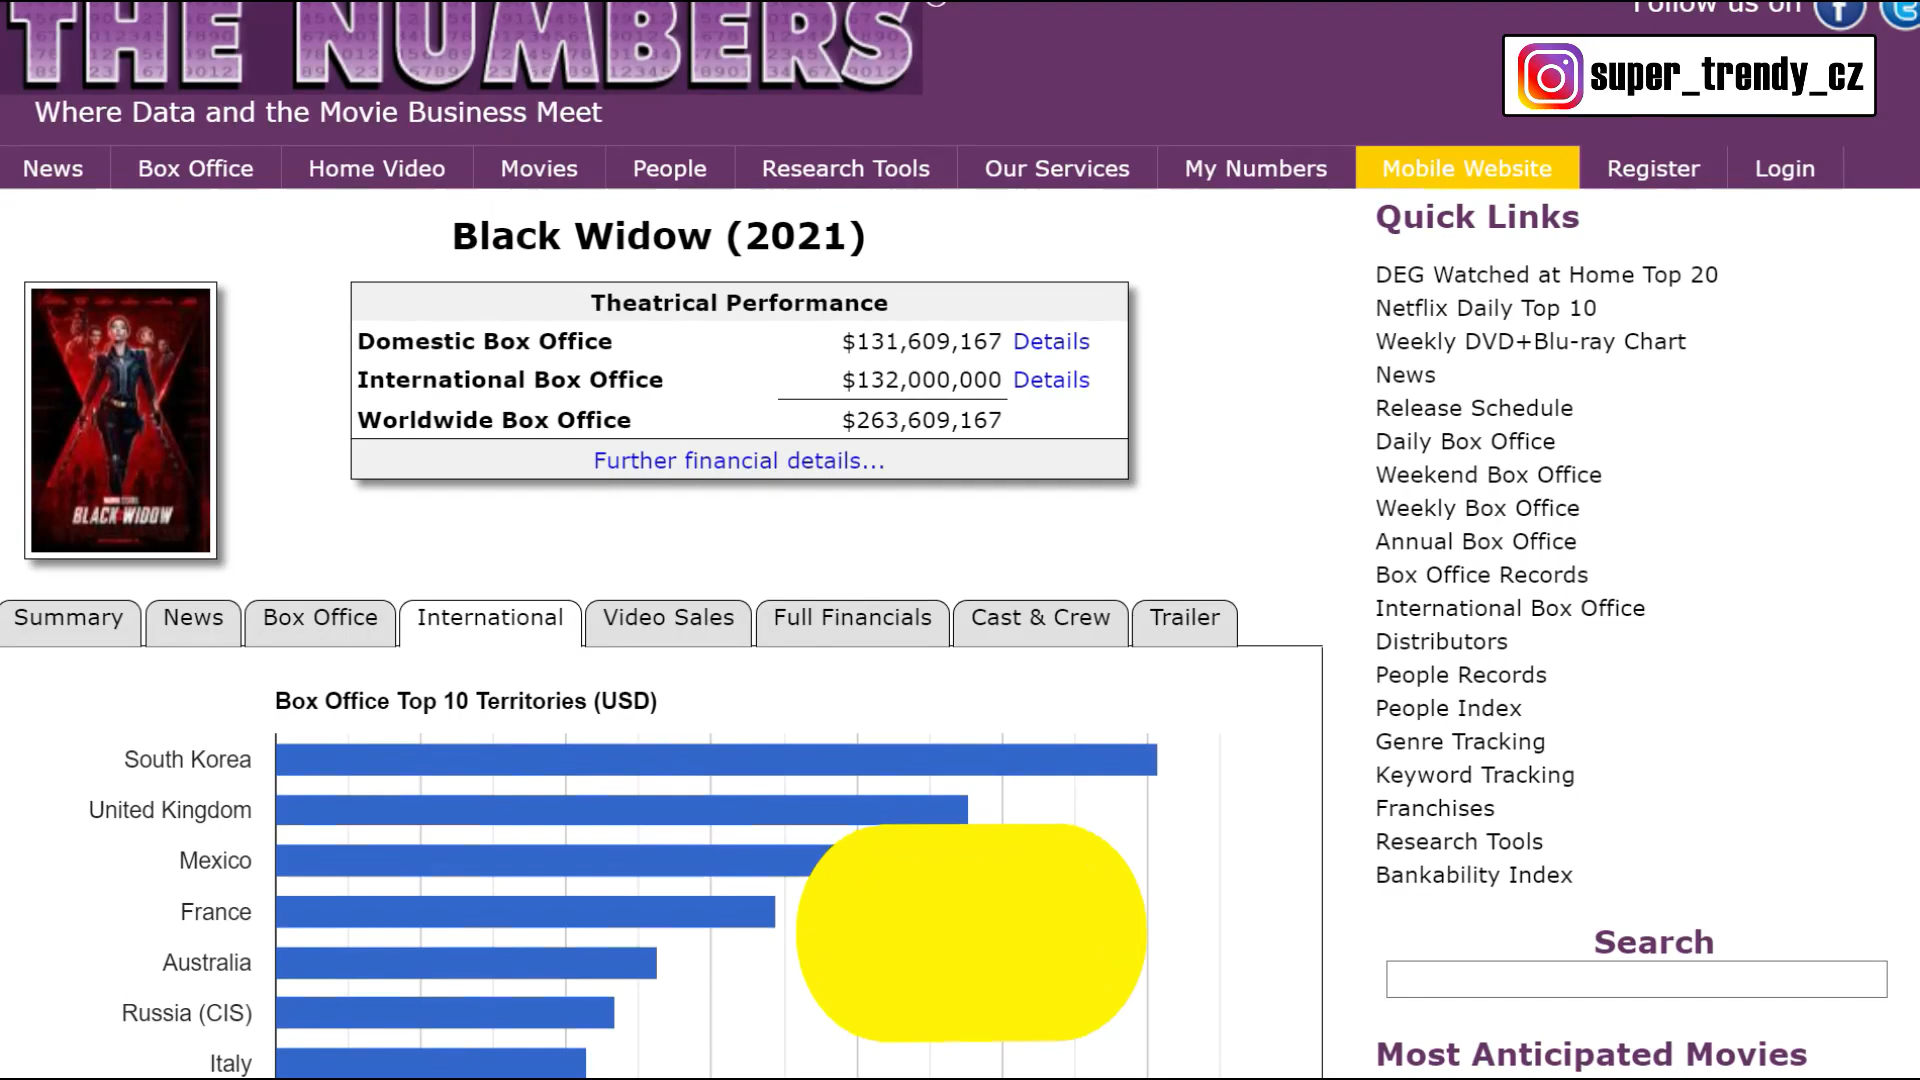 THE NUMBERS
Follow us on
super_trendy_cz
Where Data and the Movie Business Meet
News Box Office Home Video Movies People Research Tools Our Services My Numbers Mobile Website Register Login
Black Widow (2021)
BLACK WIDOW
Theatrical Performance
Domestic Box Office $131,609,167 Details
International Box Office $132,000,000 Details
Worldwide Box Office $263,609,167
Further financial details...
Summary News Box Office International Video Sales Full Financials Cast & Crew Trailer
Box Office Top 10 Territories (USD)
South Korea
United Kingdom
Mexico
France
Australia
Russia (CIS)
Italy
Quick Links
DEG Watched at Home Top 20
Netflix Daily Top 10
Weekly DVD+Blu-ray Chart
News
Release Schedule
Daily Box Office
Weekend Box Office
Weekly Box Office
Annual Box Office
Box Office Records
International Box Office
Distributors
People Records
People Index
Genre Tracking
Keyword Tracking
Franchises
Research Tools
Bankability Index
Search
Most Anticipated Movies